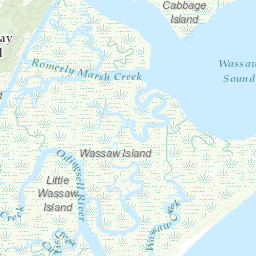 Cabbage
Island
Romerly Marsh Creek
Wassaw
Sound
Wassaw Island
Odingsell River
Little
Wassaw
Island
Creek
Wassaw Creek